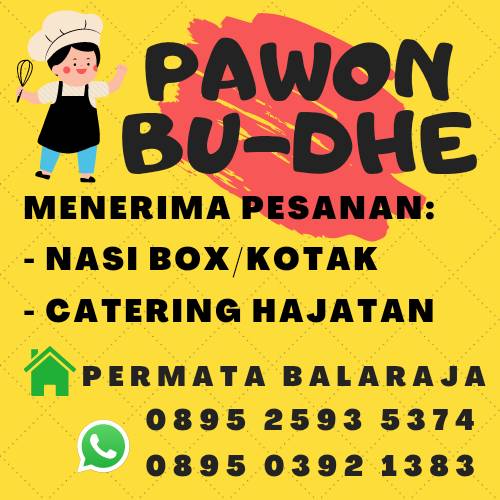 PAWON
BU-DHE
MENERIMA PESANAN:
- NASI BOX/KOTAK
- CATERING HAJATAN
PERMATA BALARAJA
0895 2593 5374
0895 0392 1383